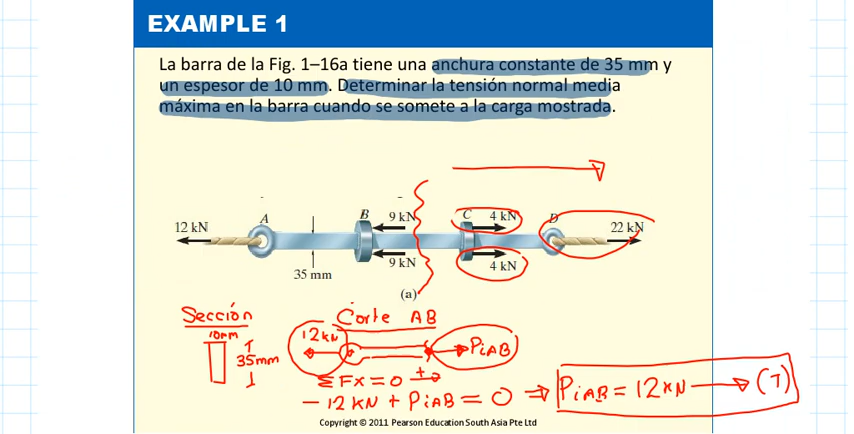 EXAMPLE 1
La barra de la Fig. 1–16a tiene una anchura constante de 35 mm y
un espesor de 10 mm. Determinar la tensión normal media
máxima en la barra cuando se somete a la carga mostrada.
12 kN A B 9 kN C 4 kN D 22 kN
35 mm 9 kN 4 kN
(a)
Sección
10mm
35mm
Corte AB
12kN PiAB
ΣFx=0 +
- 12 KN + PiAB = 0 ⇒ PiAB = 12KN → (T)
Copyright © 2011 Pearson Education South Asia Pte Ltd